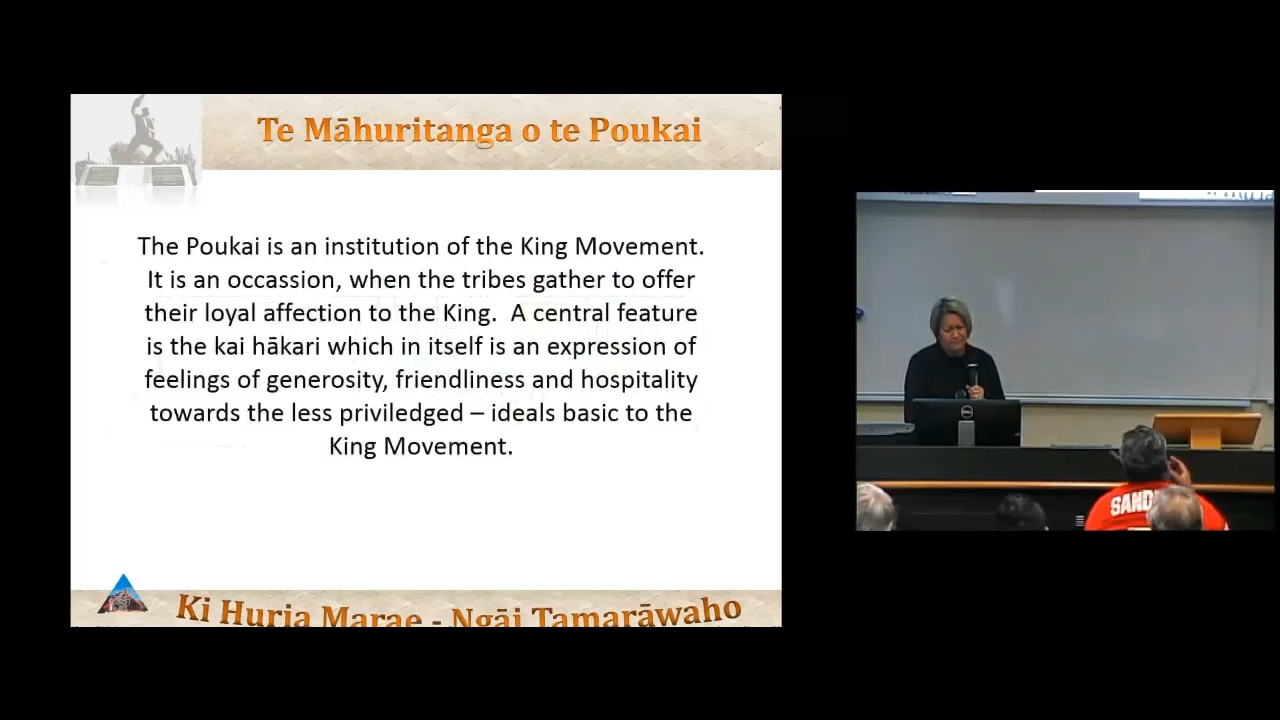 Te Māhuritanga o te Poukai
The Poukai is an institution of the King Movement.
It is an occassion, when the tribes gather to offer
their loyal affection to the King. A central feature
is the kai hākari which in itself is an expression of
feelings of generosity, friendliness and hospitality
towards the less priviledged – ideals basic to the
King Movement.
Ki Huria Marae - Ngāi Tamarāwaho
DELL